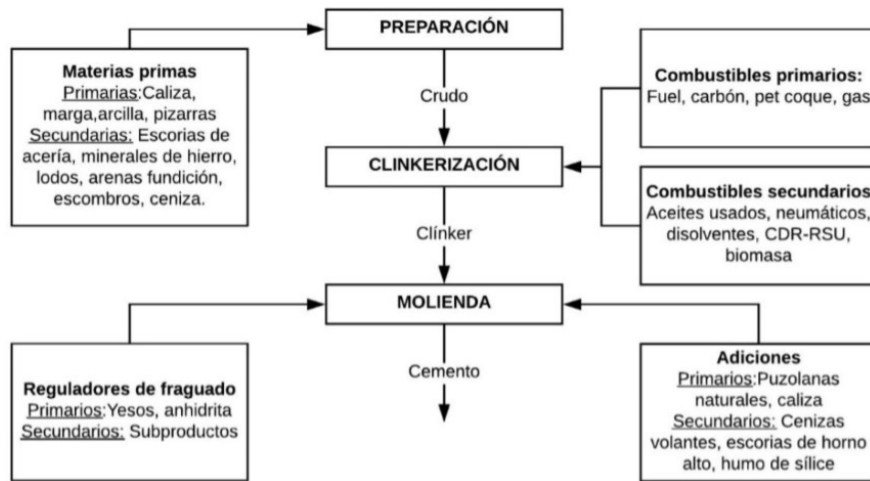 PREPARACIÓN
Materias primas
Primarias:Caliza,
marga,arcilla, pizarras
Secundarias: Escorias de
acería, minerales de hierro,
lodos, arenas fundición,
escombros, ceniza.
Crudo
Combustibles primarios:
Fuel, carbón, pet coque, gas
CLINKERIZACIÓN
Combustibles secundarios
Aceites usados, neumáticos,
disolventes, CDR-RSU,
biomasa
Clínker
MOLIENDA
Reguladores de fraguado
Primarios:Yesos, anhidrita
Secundarios: Subproductos
Cemento
Adiciones
Primarios:Puzolanas
naturales, caliza
Secundarios: Cenizas
volantes, escorias de horno
alto, humo de sílice